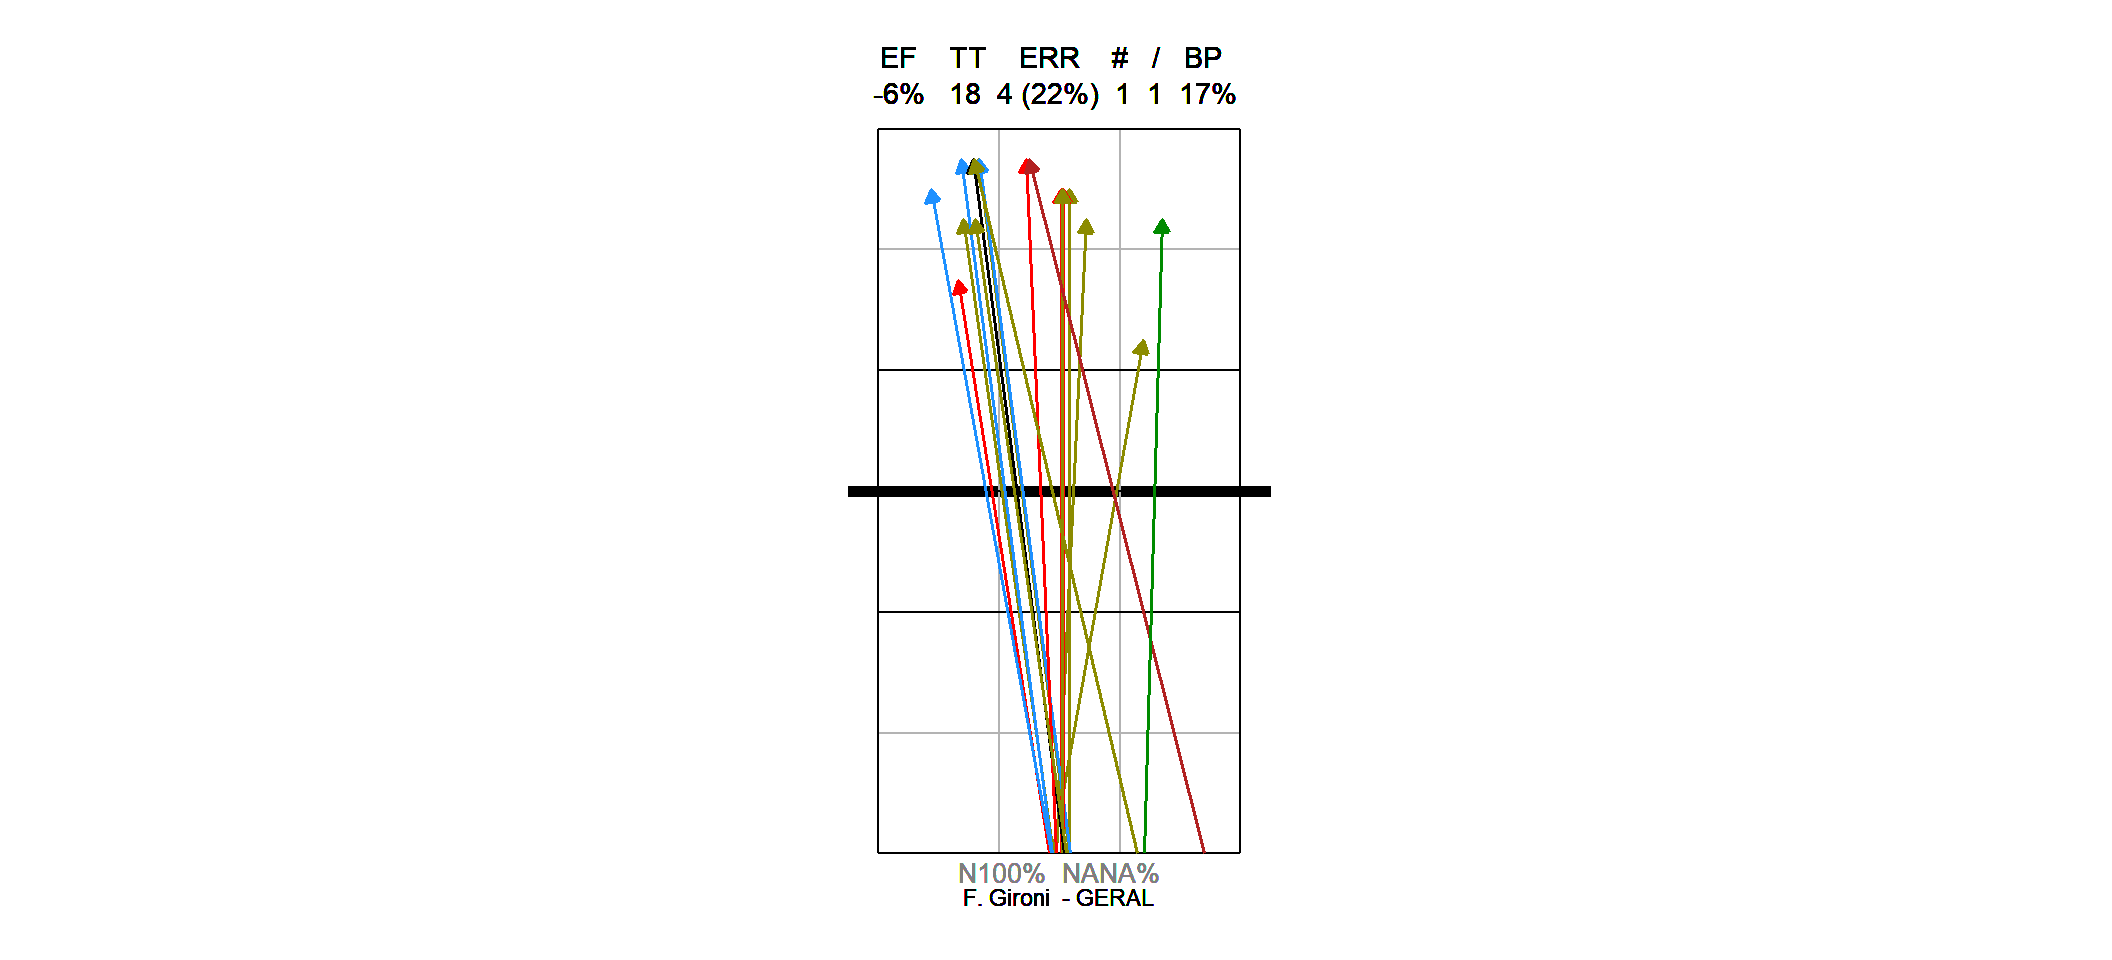 EF TT ERR # / BP
-6% 18 4 (22%) 1 1 17%
N100% NANA%
F. Gironi - GERAL